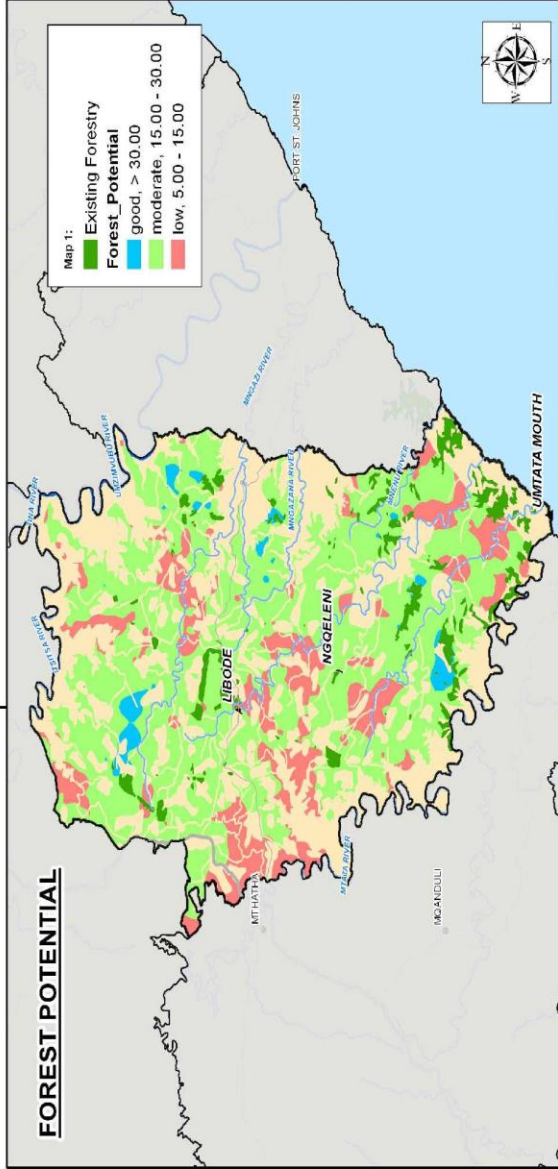 FOREST POTENTIAL
Map 1:
Existing Forestry
Forest_Potential
good, > 30.00
moderate, 15.00 - 30.00
low, 5.00 - 15.00
N
W
E
S
TSITSA RIVER
UMZIMVUBU RIVER
MNGAZI RIVER
PORT ST. JOHNS
MNGAZANA RIVER
LIBODE
MTHATHA
NGQELENI
MTATA RIVER
MQANDULI
UMTATA MOUTH